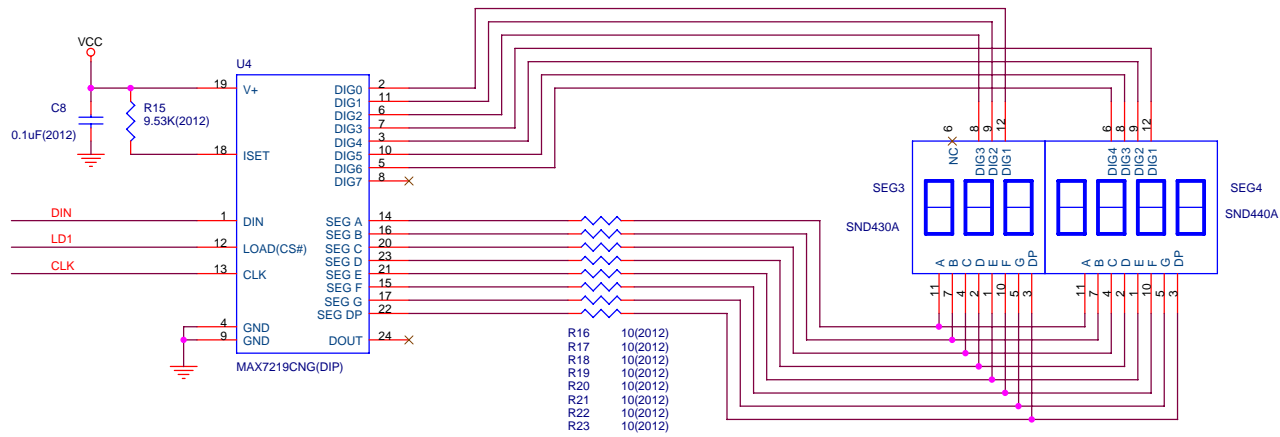 VCC
C8
0.1uF(2012)
R15
9.53K(2012)
U4
19 V+
18 ISET
DIN 1 DIN
LD1 12 LOAD(CS#)
CLK 13 CLK
4 GND
9 GND
MAX7219CNG(DIP)
DIG0 2
DIG1 11
DIG2 6
DIG3 7
DIG4 3
DIG5 10
DIG6 5
DIG7 8
SEG A 14
SEG B 16
SEG C 20
SEG D 23
SEG E 21
SEG F 15
SEG G 17
SEG DP 22
DOUT 24
R16 10(2012)
R17 10(2012)
R18 10(2012)
R19 10(2012)
R20 10(2012)
R21 10(2012)
R22 10(2012)
R23 10(2012)
SEG3
SND430A
6 8 9 12
NC DIG3 DIG2 DIG1
A B C D E F G DP
11 7 4 2 1 10 5 3
6 8 9 12
DIG4 DIG3 DIG2 DIG1
A B C D E F G DP
11 7 4 2 1 10 5 3
SEG4
SND440A